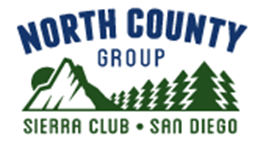 NORTH COUNTY
GROUP
SIERRA CLUB • SAN DIEGO